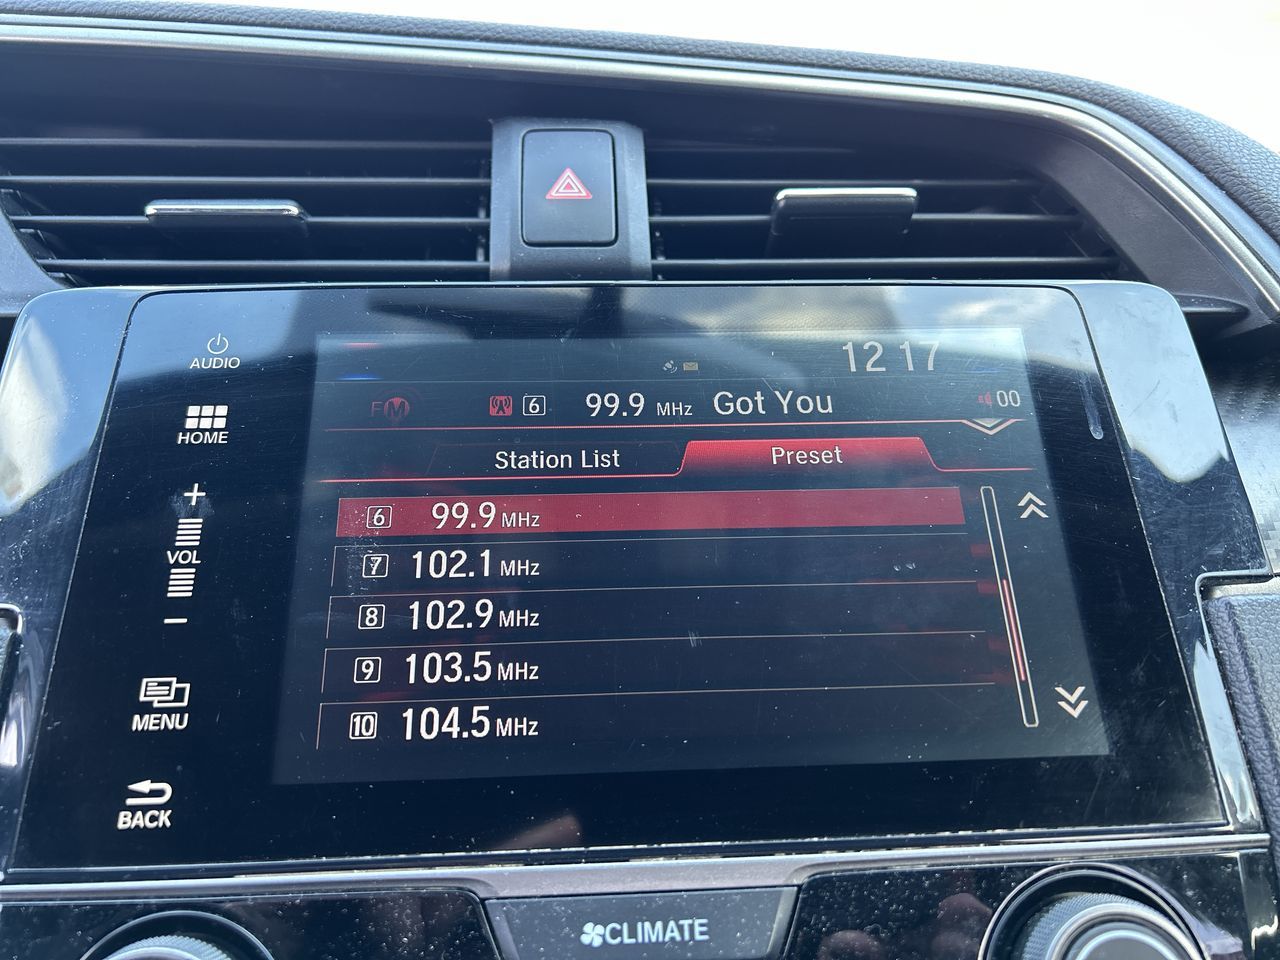 AUDIO
12 17
FM 6 99.9 MHz Got You 00
HOME
Station List Preset
+
6 99.9 MHz
VOL
7 102.1 MHz
8 102.9 MHz
−
9 103.5 MHz
MENU
10 104.5 MHz
BACK
CLIMATE